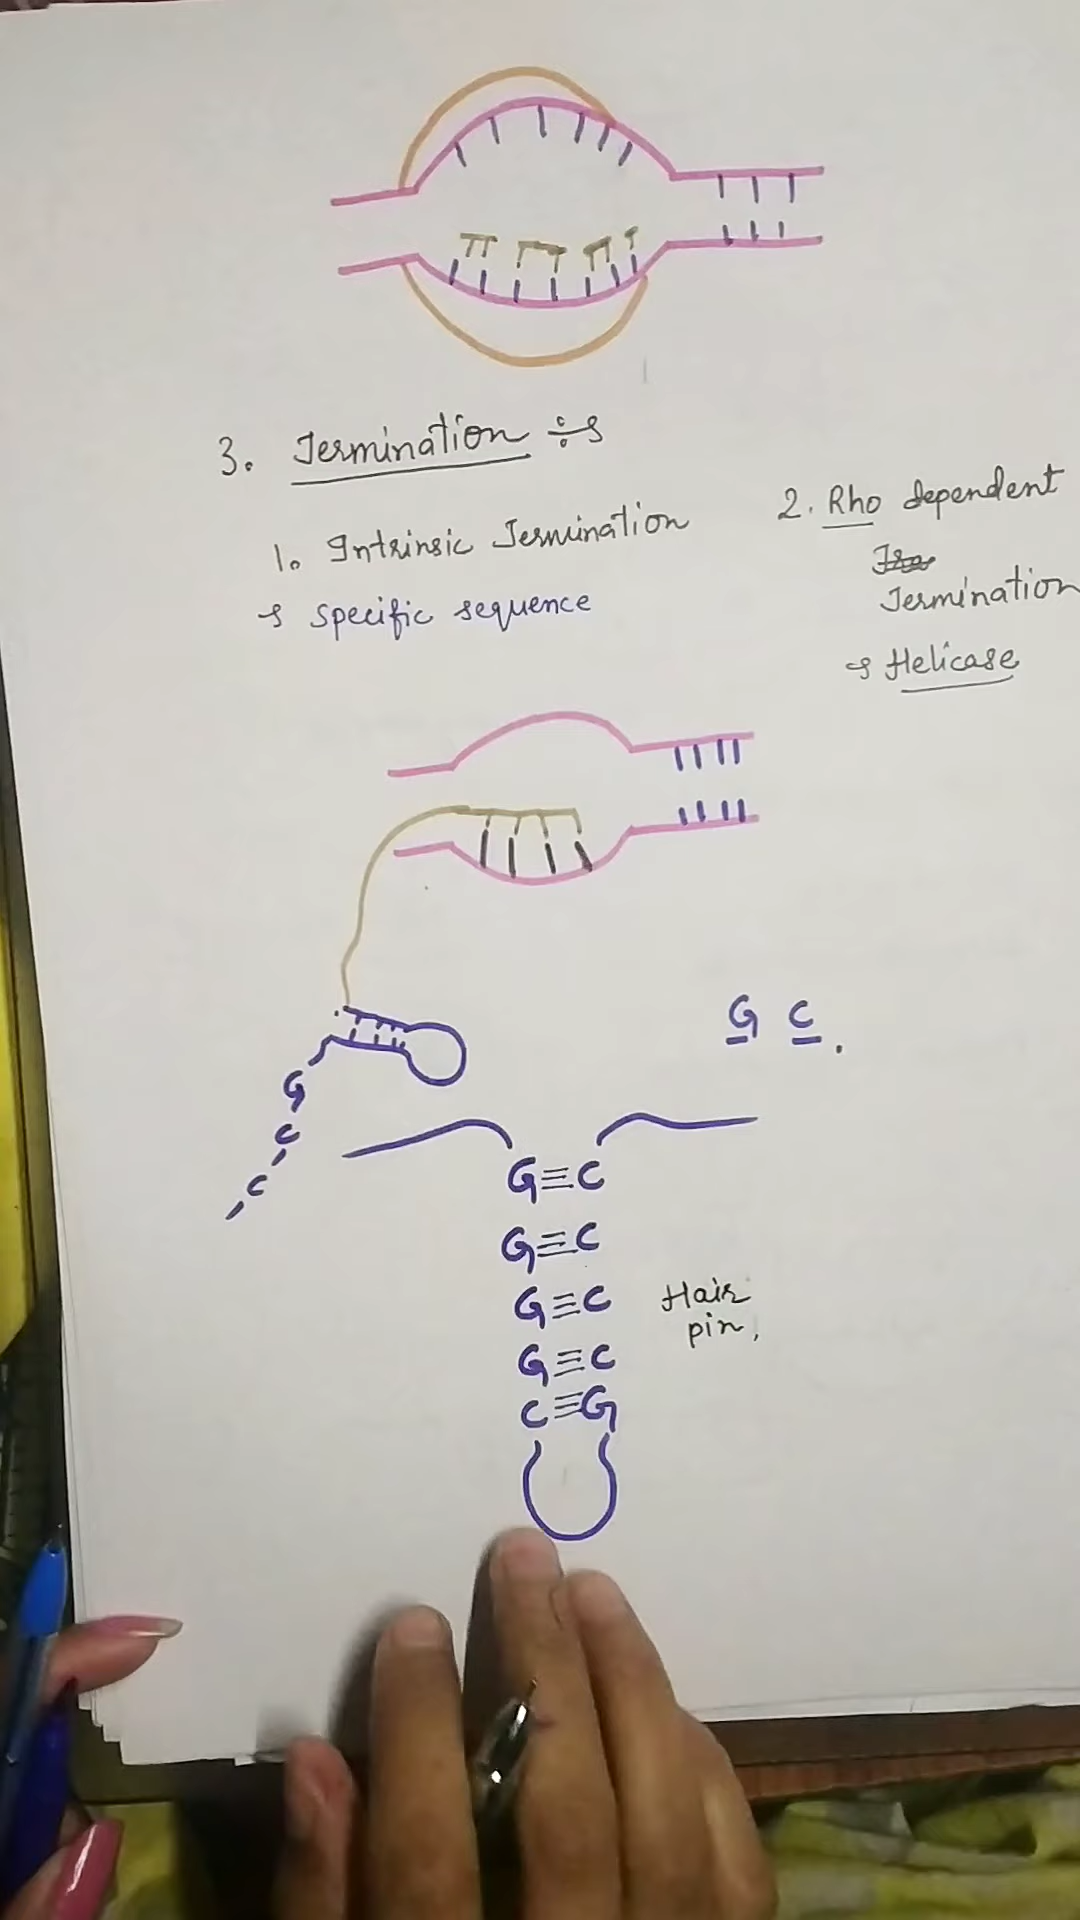 3. Termination
1. Intrinsic Termination
Specific sequence
2. Rho dependent
Termination
Helicase
G C.
G
C
C
G≡C
G≡C
G≡C
G≡C
C≡G
Hair
pin,